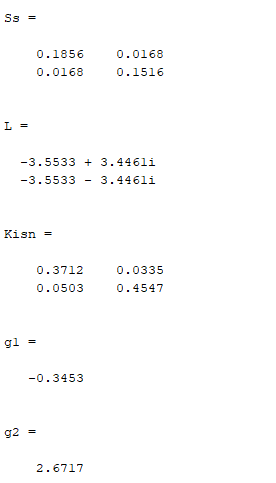 Ss =
0.1856 0.0168
0.0168 0.1516
L =
-3.5533 + 3.4461i
-3.5533 - 3.4461i
Kisn =
0.3712 0.0335
0.0503 0.4547
g1 =
-0.3453
g2 =
2.6717